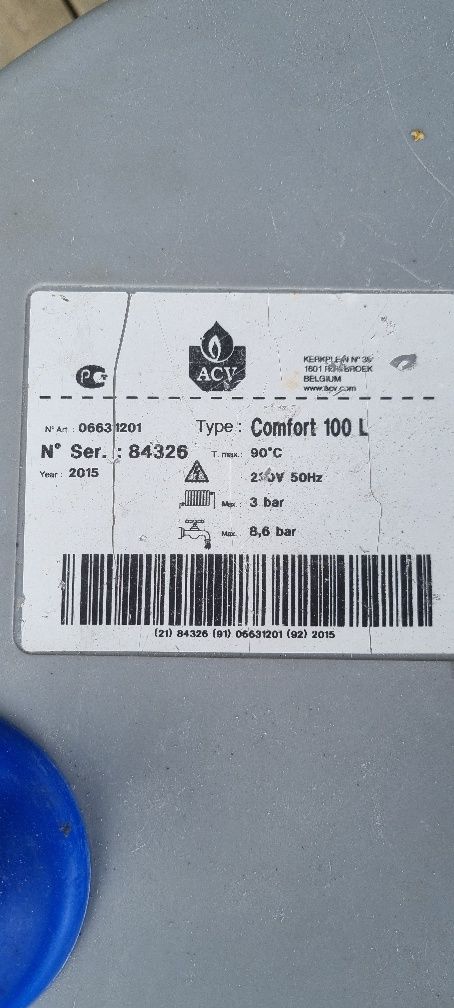 ACV
KERKPLEIN N° 39
1601 RUISBROEK
BELGIUM
www.acv.com
N° Art.: 06631201
Type : Comfort 100 L
N° Ser. : 84326
T. max.: 90°C
Year : 2015
230V 50Hz
Max. 3 bar
Max. 8,6 bar
(21) 84326 (91) 06631201 (92) 2015